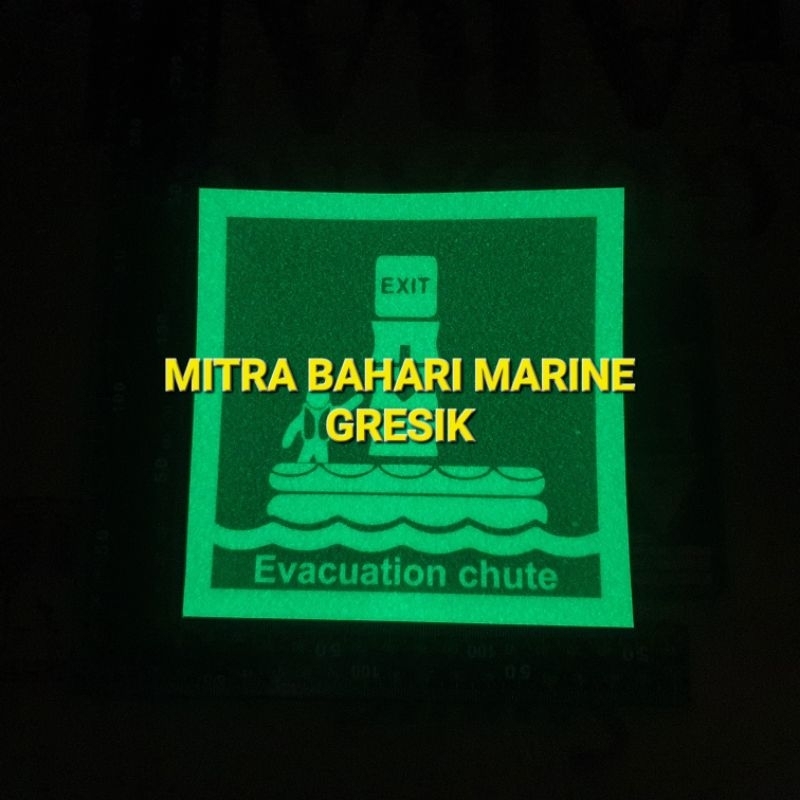 EXIT
MITRA BAHARI MARINE
GRESIK
Evacuation chute